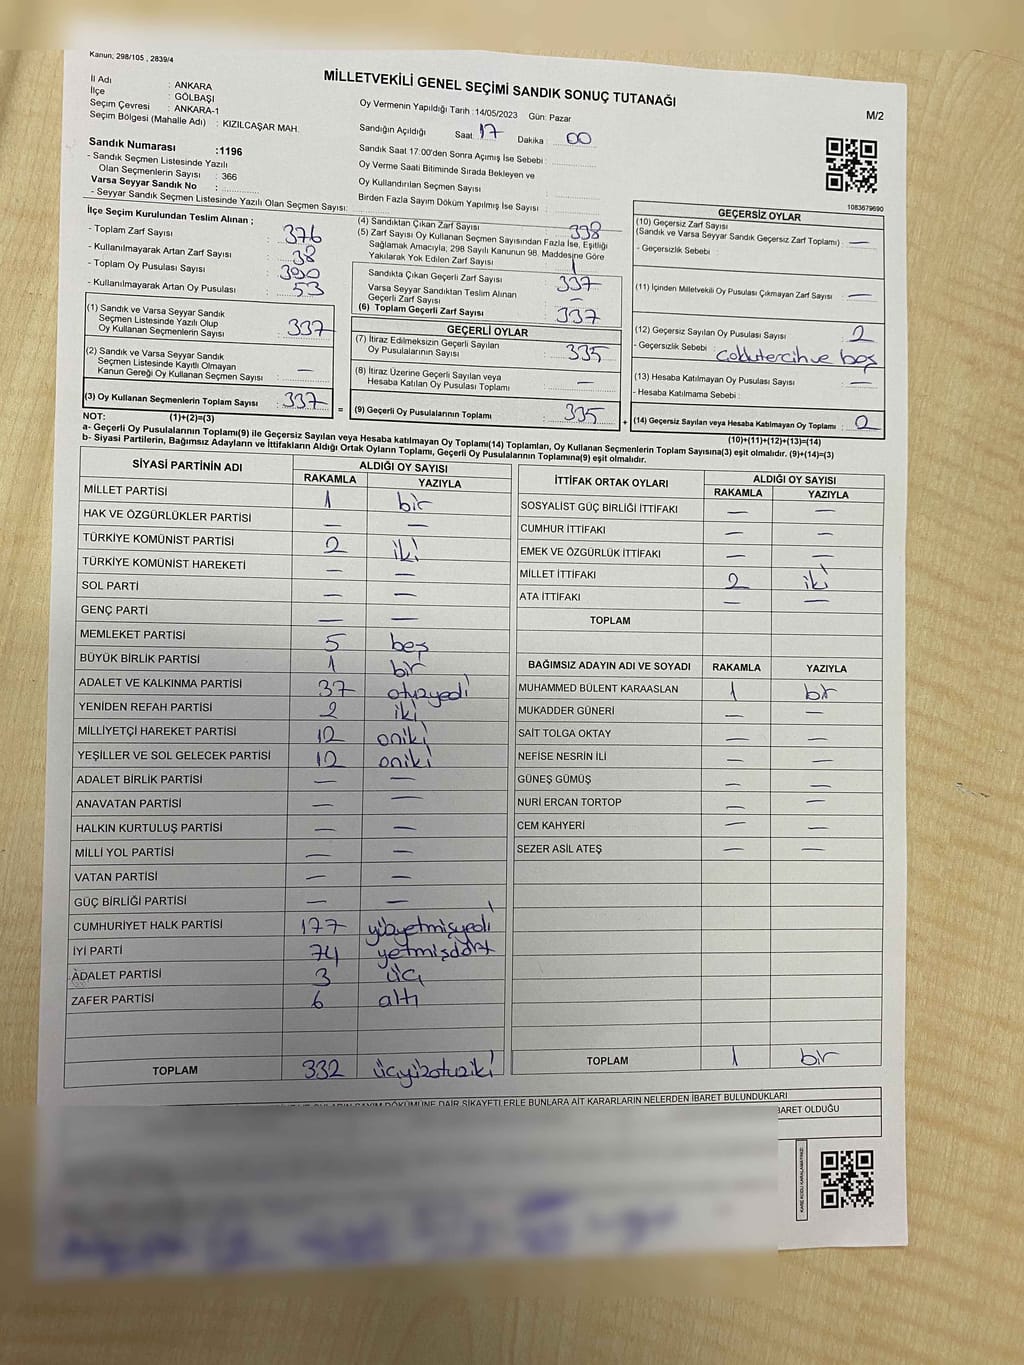 Kanun; 298/105 , 2839/4
MİLLETVEKİLİ GENEL SEÇİMİ SANDIK SONUÇ TUTANAĞI
M/2
İl Adı : ANKARA
İlçe : GÖLBAŞI
Seçim Çevresi : ANKARA-1
Seçim Bölgesi (Mahalle Adı) : KIZILCAŞAR MAH.
Sandık Numarası :1196
- Sandık Seçmen Listesinde Yazılı
Olan Seçmenlerin Sayısı : 366
Varsa Seyyar Sandık No :
- Seyyar Sandık Seçmen Listesinde Yazılı Olan Seçmen Sayısı:
Oy Vermenin Yapıldığı Tarih : 14/05/2023 Gün: Pazar
Sandığın Açıldığı Saat: 17 Dakika : 00
Sandık Saat 17:00'den Sonra Açımış İse Sebebi :
Oy Verme Saati Bitiminde Sırada Bekleyen ve
Oy Kullandırılan Seçmen Sayısı :
Birden Fazla Sayım Döküm Yapılmış İse Sayısı :
1083679690
İlçe Seçim Kurulundan Teslim Alınan ;
- Toplam Zarf Sayısı : 376
- Kullanılmayarak Artan Zarf Sayısı : 38
- Toplam Oy Pusulası Sayısı : 390
- Kullanılmayarak Artan Oy Pusulası : 53
(1) Sandık ve Varsa Seyyar Sandık
Seçmen Listesinde Yazılı Olup
Oy Kullanan Seçmenlerin Sayısı : 337
(2) Sandık ve Varsa Seyyar Sandık
Seçmen Listesinde Kayıtlı Olmayan
Kanun Gereği Oy Kullanan Seçmen Sayısı : —
(3) Oy Kullanan Seçmenlerin Toplam Sayısı : 337
(4) Sandıktan Çıkan Zarf Sayısı : 338
(5) Zarf Sayısı Oy Kullanan Seçmen Sayısından Fazla İse, Eşitliği
Sağlamak Amacıyla, 298 Sayılı Kanunun 98. Maddesine Göre
Yakılarak Yok Edilen Zarf Sayısı : 1
Sandıkta Çıkan Geçerli Zarf Sayısı : 337
Varsa Seyyar Sandıktan Teslim Alınan
Geçerli Zarf Sayısı : —
(6) Toplam Geçerli Zarf Sayısı : 337
GEÇERLİ OYLAR
(7) İtiraz Edilmeksizin Geçerli Sayılan
Oy Pusulalarının Sayısı : 335
(8) İtiraz Üzerine Geçerli Sayılan veya
Hesaba Katılan Oy Pusulası Toplamı : —
= (9) Geçerli Oy Pusulalarının Toplamı : 335
GEÇERSİZ OYLAR
(10) Geçersiz Zarf Sayısı
(Sandık ve Varsa Seyyar Sandık Geçersiz Zarf Toplamı) : —
- Geçersizlik Sebebi :
(11) İçinden Milletvekili Oy Pusulası Çıkmayan Zarf Sayısı : —
(12) Geçersiz Sayılan Oy Pusulası Sayısı : 2
- Geçersizlik Sebebi : coklutercih ve boş
(13) Hesaba Katılmayan Oy Pusulası Sayısı : —
- Hesaba Katılmama Sebebi :
+ (14) Geçersiz Sayılan veya Hesaba Katılmayan Oy Toplamı : 2
NOT: (1)+(2)=(3)
(10)+(11)+(12)+(13)=(14)
a- Geçerli Oy Pusulalarının Toplamı(9) ile Geçersiz Sayılan veya Hesaba katılmayan Oy Toplamı(14) Toplamları, Oy Kullanan Seçmenlerin Toplam Sayısına(3) eşit olmalıdır. (9)+(14)=(3)
b- Siyasi Partilerin, Bağımsız Adayların ve İttifakların Aldığı Ortak Oyların Toplamı, Geçerli Oy Pusulalarının Toplamına(9) eşit olmalıdır.
SİYASİ PARTİNİN ADI ALDIĞI OY SAYISI
RAKAMLA YAZIYLA
MİLLET PARTİSİ 1 bir
HAK VE ÖZGÜRLÜKLER PARTİSİ — —
TÜRKİYE KOMÜNİST PARTİSİ 2 iki
TÜRKİYE KOMÜNİST HAREKETİ — —
SOL PARTİ — —
GENÇ PARTİ — —
MEMLEKET PARTİSİ 5 beş
BÜYÜK BİRLİK PARTİSİ 1 bir
ADALET VE KALKINMA PARTİSİ 37 otuzyedi
YENİDEN REFAH PARTİSİ 2 iki
MİLLİYETÇİ HAREKET PARTİSİ 12 oniki
YEŞİLLER VE SOL GELECEK PARTİSİ 12 oniki
ADALET BİRLİK PARTİSİ — —
ANAVATAN PARTİSİ — —
HALKIN KURTULUŞ PARTİSİ — —
MİLLİ YOL PARTİSİ — —
VATAN PARTİSİ — —
GÜÇ BİRLİĞİ PARTİSİ — —
CUMHURİYET HALK PARTİSİ 177 yüzyetmişyedi
İYİ PARTİ 74 yetmişdört
ADALET PARTİSİ 3 üç
ZAFER PARTİSİ 6 altı
TOPLAM 332 üçyüzotuziki
İTTİFAK ORTAK OYLARI ALDIĞI OY SAYISI
RAKAMLA YAZIYLA
SOSYALİST GÜÇ BİRLİĞİ İTTİFAKI — —
CUMHUR İTTİFAKI — —
EMEK VE ÖZGÜRLÜK İTTİFAKI — —
MİLLET İTTİFAKI 2 iki
ATA İTTİFAKI — —
TOPLAM
BAĞIMSIZ ADAYIN ADI VE SOYADI RAKAMLA YAZIYLA
MUHAMMED BÜLENT KARAASLAN 1 bir
MUKADDER GÜNERİ — —
SAİT TOLGA OKTAY — —
NEFİSE NESRİN İLİ — —
GÜNEŞ GÜMÜŞ — —
NURİ ERCAN TORTOP — —
CEM KAHYERİ — —
SEZER ASİL ATEŞ — —
TOPLAM 1 bir
SAYIM DÖKÜMÜNE DAİR ŞİKAYETLERLE BUNLARA AİT KARARLARIN NELERDEN İBARET BULUNDUKLARI
BARET OLDUĞU
KARE KODU KARALAMAYINIZ!